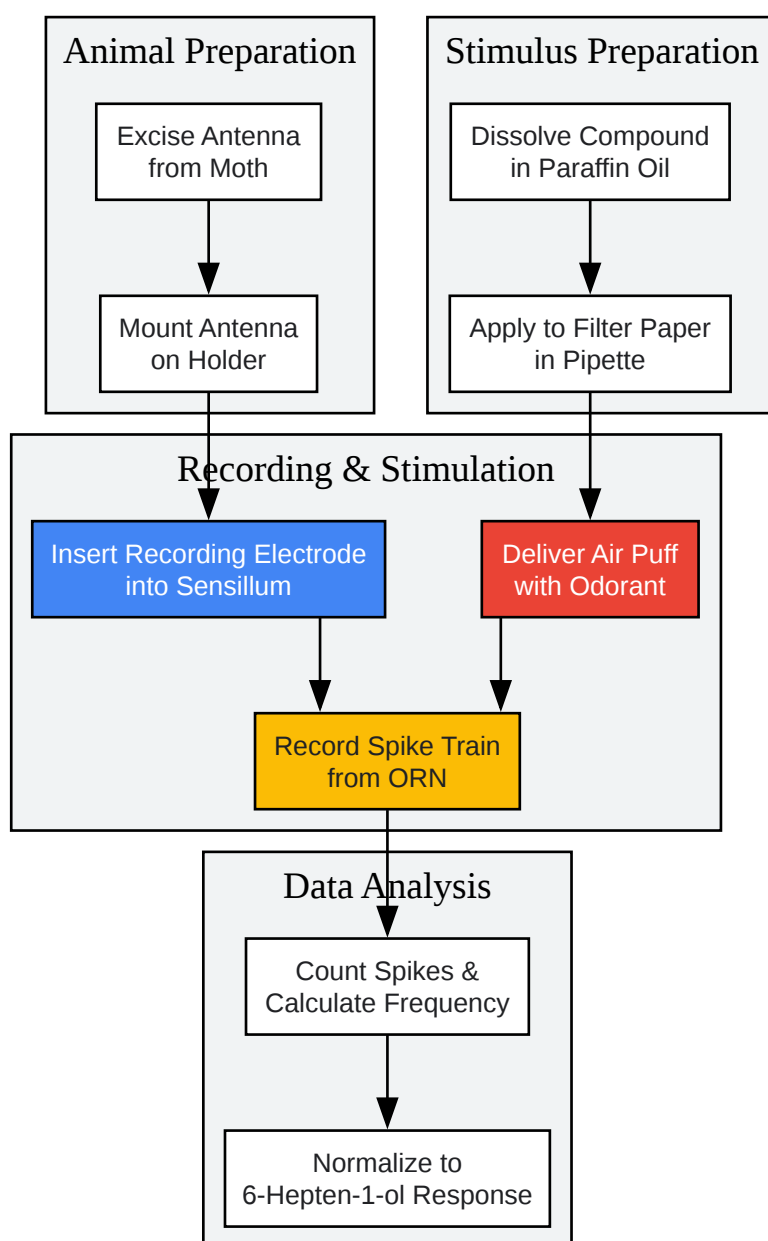 Animal Preparation
Excise Antenna
from Moth
Mount Antenna
on Holder
Stimulus Preparation
Dissolve Compound
in Paraffin Oil
Apply to Filter Paper
in Pipette
Recording & Stimulation
Insert Recording Electrode
into Sensillum
Deliver Air Puff
with Odorant
Record Spike Train
from ORN
Data Analysis
Count Spikes &
Calculate Frequency
Normalize to
6-Hepten-1-ol Response